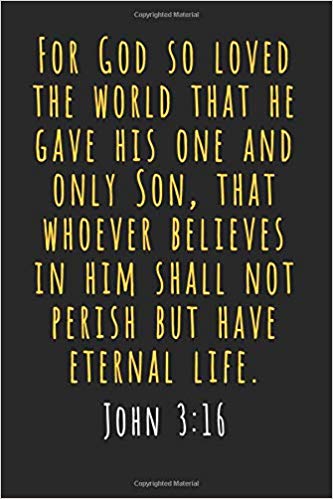 Copyrighted Material
For God so loved
the world that he
gave his one and
only Son, that
whoever believes
in him shall not
perish but have
eternal life.
John 3:16
Copyrighted Material